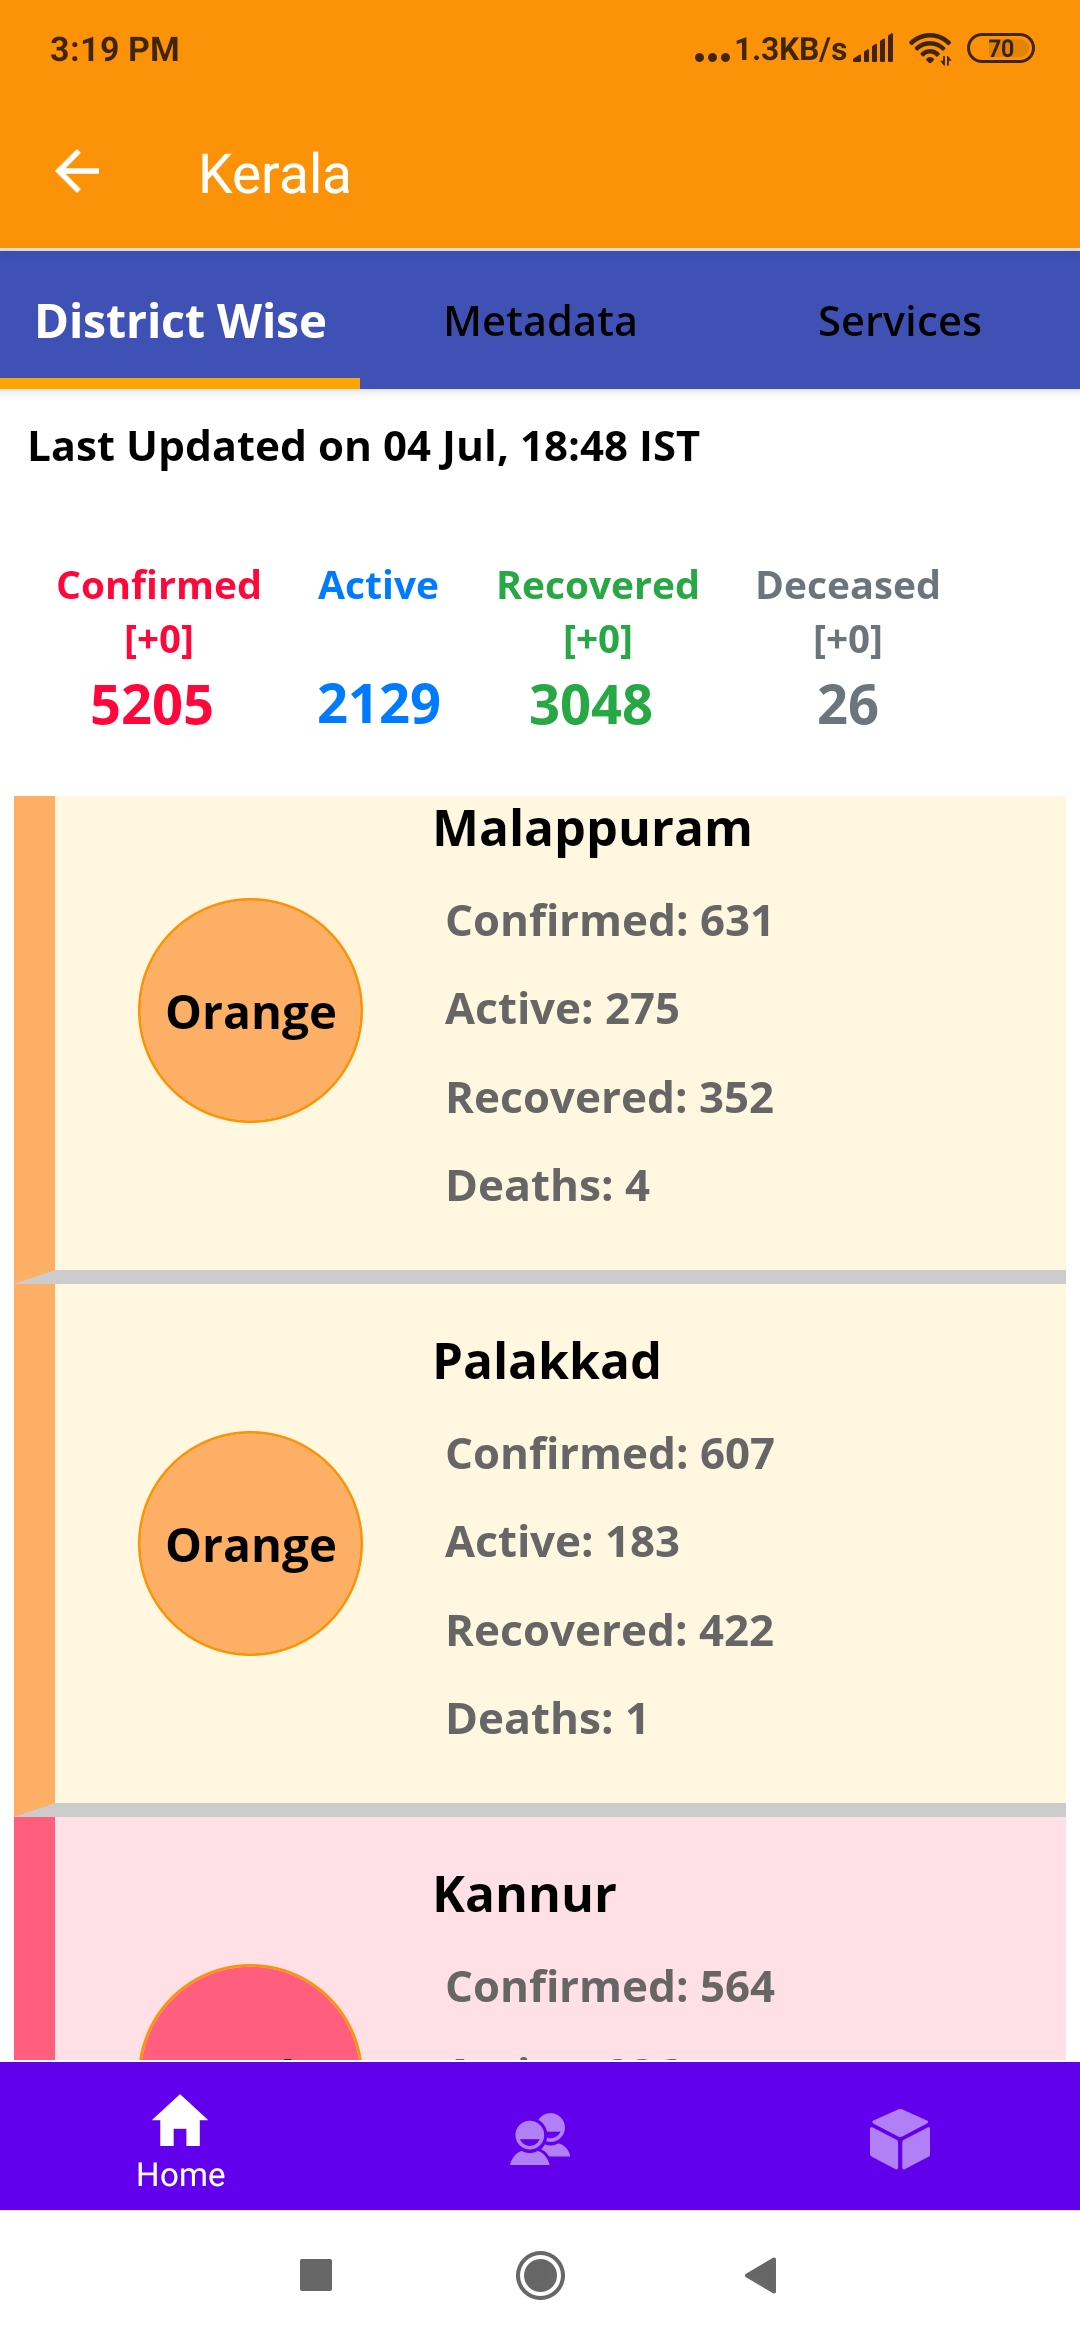 3:19 PM
...1.3KB/s
70
Kerala
District Wise Metadata Services
Last Updated on 04 Jul, 18:48 IST
Confirmed Active Recovered Deceased
[+0] [+0] [+0]
5205 2129 3048 26
Malappuram
Confirmed: 631
Orange
Active: 275
Recovered: 352
Deaths: 4
Palakkad
Confirmed: 607
Orange
Active: 183
Recovered: 422
Deaths: 1
Kannur
Confirmed: 564
Home